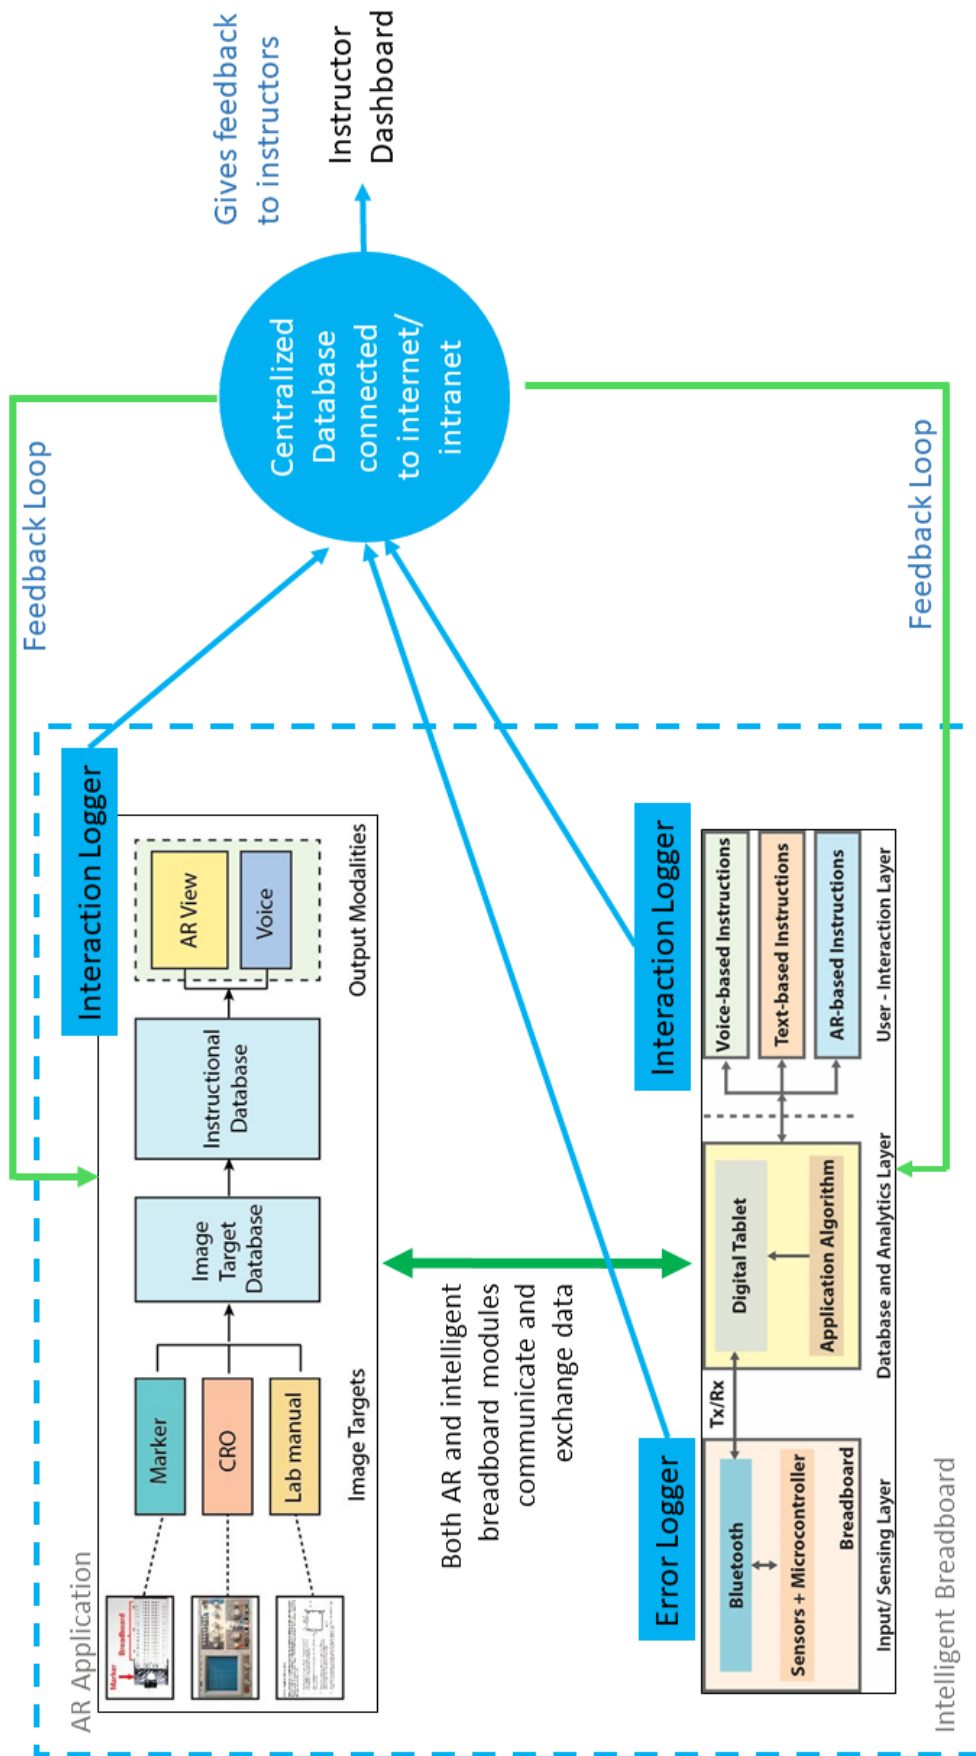 AR Application
Marker
Breadboard
Marker
CRO
Lab manual
Image Targets
Image
Target
Database
Instructional
Database
AR View
Voice
Output Modalities
Interaction Logger
Feedback Loop
Both AR and intelligent
breadboard modules
communicate and
exchange data
Centralized
Database
connected
to internet/
intranet
Gives feedback
to instructors
Instructor
Dashboard
Error Logger
Interaction Logger
Bluetooth
Sensors + Microcontroller
Breadboard
Input/ Sensing Layer
Tx/Rx
Digital Tablet
Application Algorithm
Database and Analytics Layer
Voice-based Instructions
Text-based Instructions
AR-based Instructions
User - Interaction Layer
Feedback Loop
Intelligent Breadboard